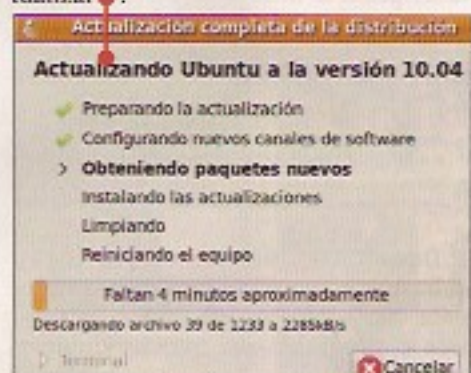 Actualización completa de la distribución
Actualizando Ubuntu a la versión 10.04
Preparando la actualización
Configurando nuevos canales de software
> Obteniendo paquetes nuevos
Instalando las actualizaciones
Limpiando
Reiniciando el equipo
Faltan 4 minutos aproximadamente
Descargando archivo 39 de 1233 a 2285kB/s
Terminal
Cancelar